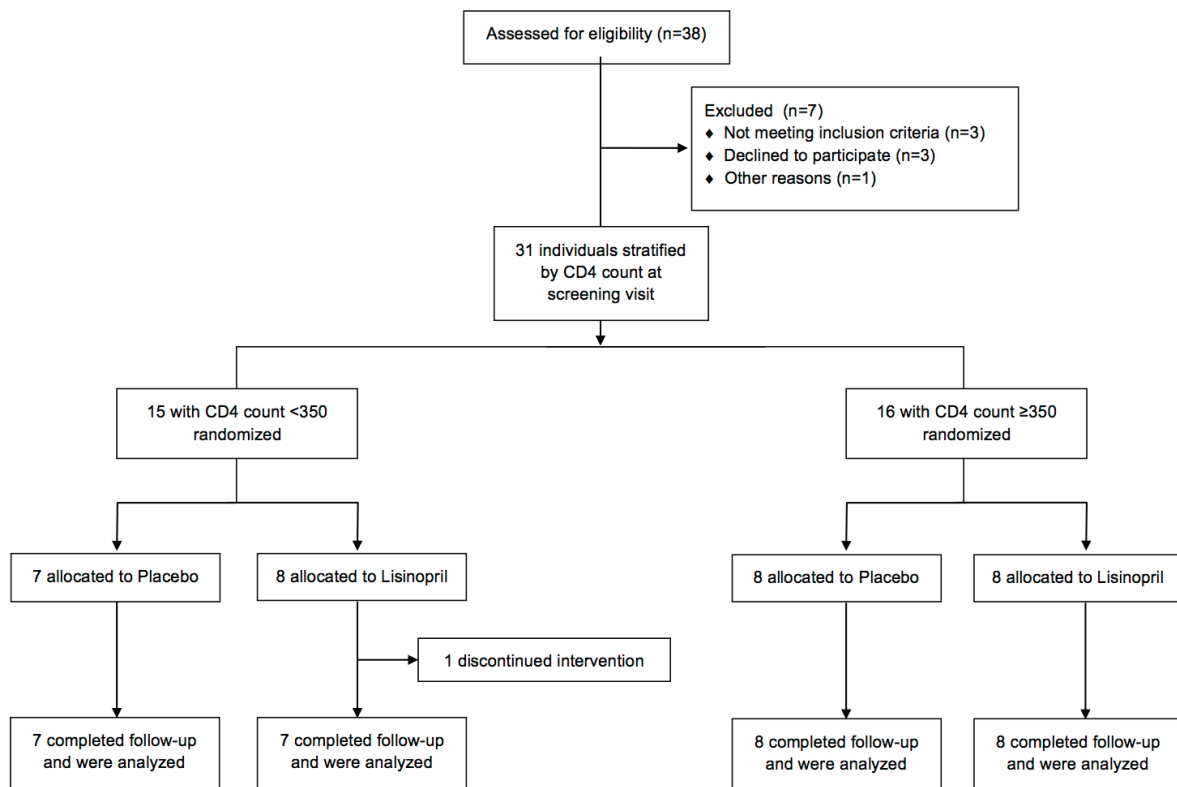 Assessed for eligibility (n=38)
Excluded (n=7)
♦ Not meeting inclusion criteria (n=3)
♦ Declined to participate (n=3)
♦ Other reasons (n=1)
31 individuals stratified
by CD4 count at
screening visit
15 with CD4 count <350
randomized
16 with CD4 count ≥350
randomized
7 allocated to Placebo
8 allocated to Lisinopril
8 allocated to Placebo
8 allocated to Lisinopril
1 discontinued intervention
7 completed follow-up
and were analyzed
7 completed follow-up
and were analyzed
8 completed follow-up
and were analyzed
8 completed follow-up
and were analyzed